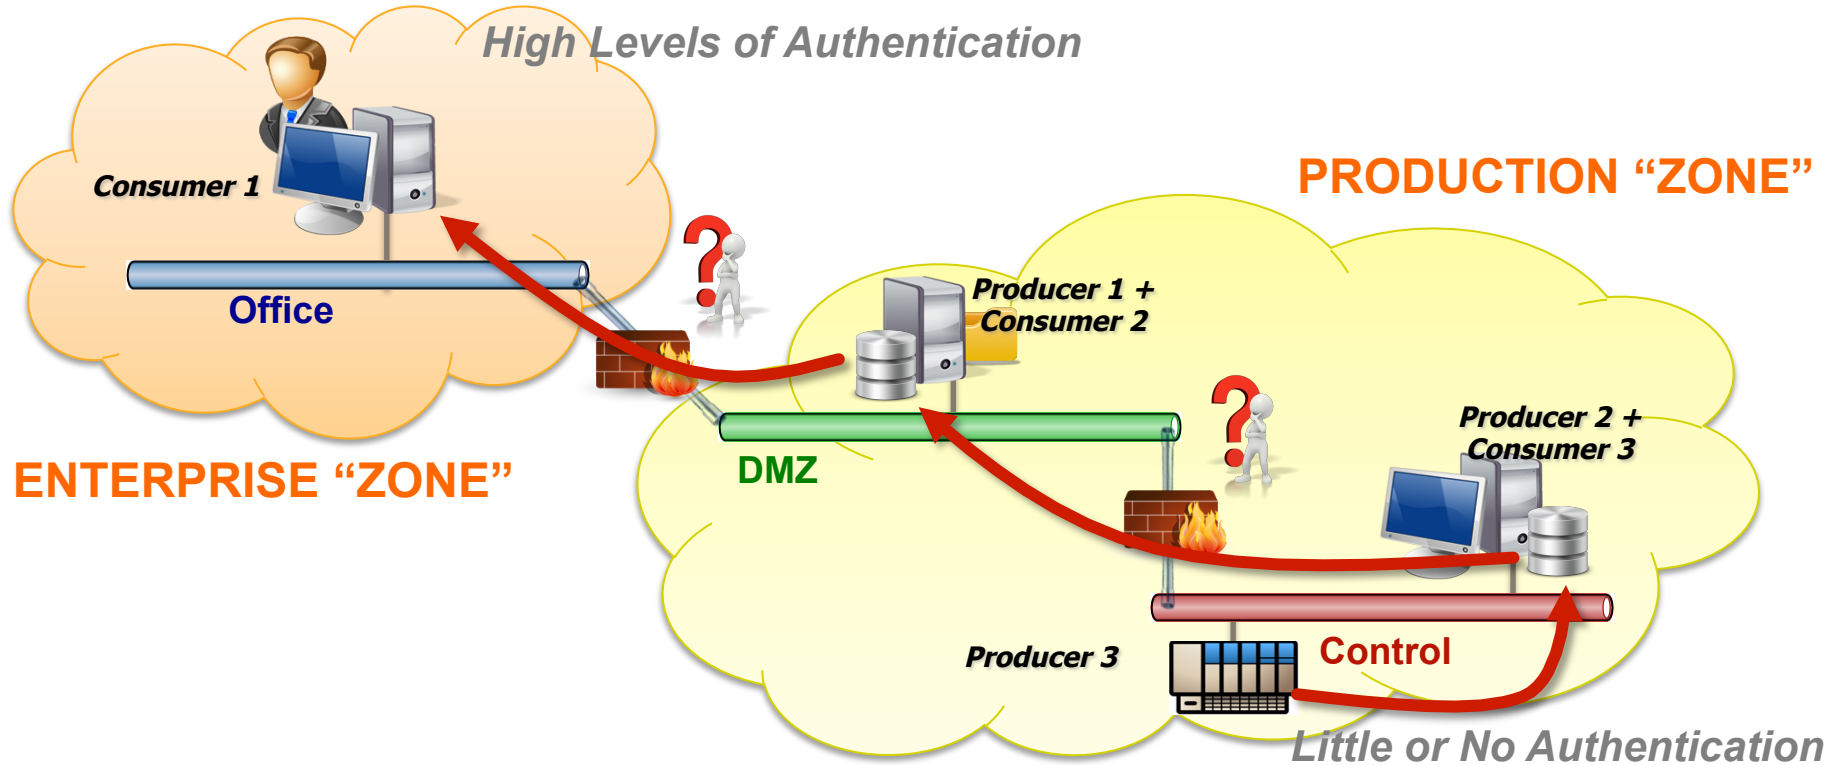 High Levels of Authentication
Consumer 1
PRODUCTION “ZONE”
Office
Producer 1 +
Consumer 2
Producer 2 +
Consumer 3
ENTERPRISE “ZONE”
DMZ
Producer 3
Control
Little or No Authentication